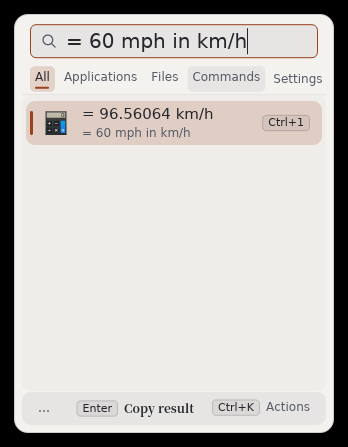 = 60 mph in km/h
All Applications Files Commands Settings
= 96.56064 km/h
= 60 mph in km/h
Ctrl+1
... Enter Copy result Ctrl+K Actions